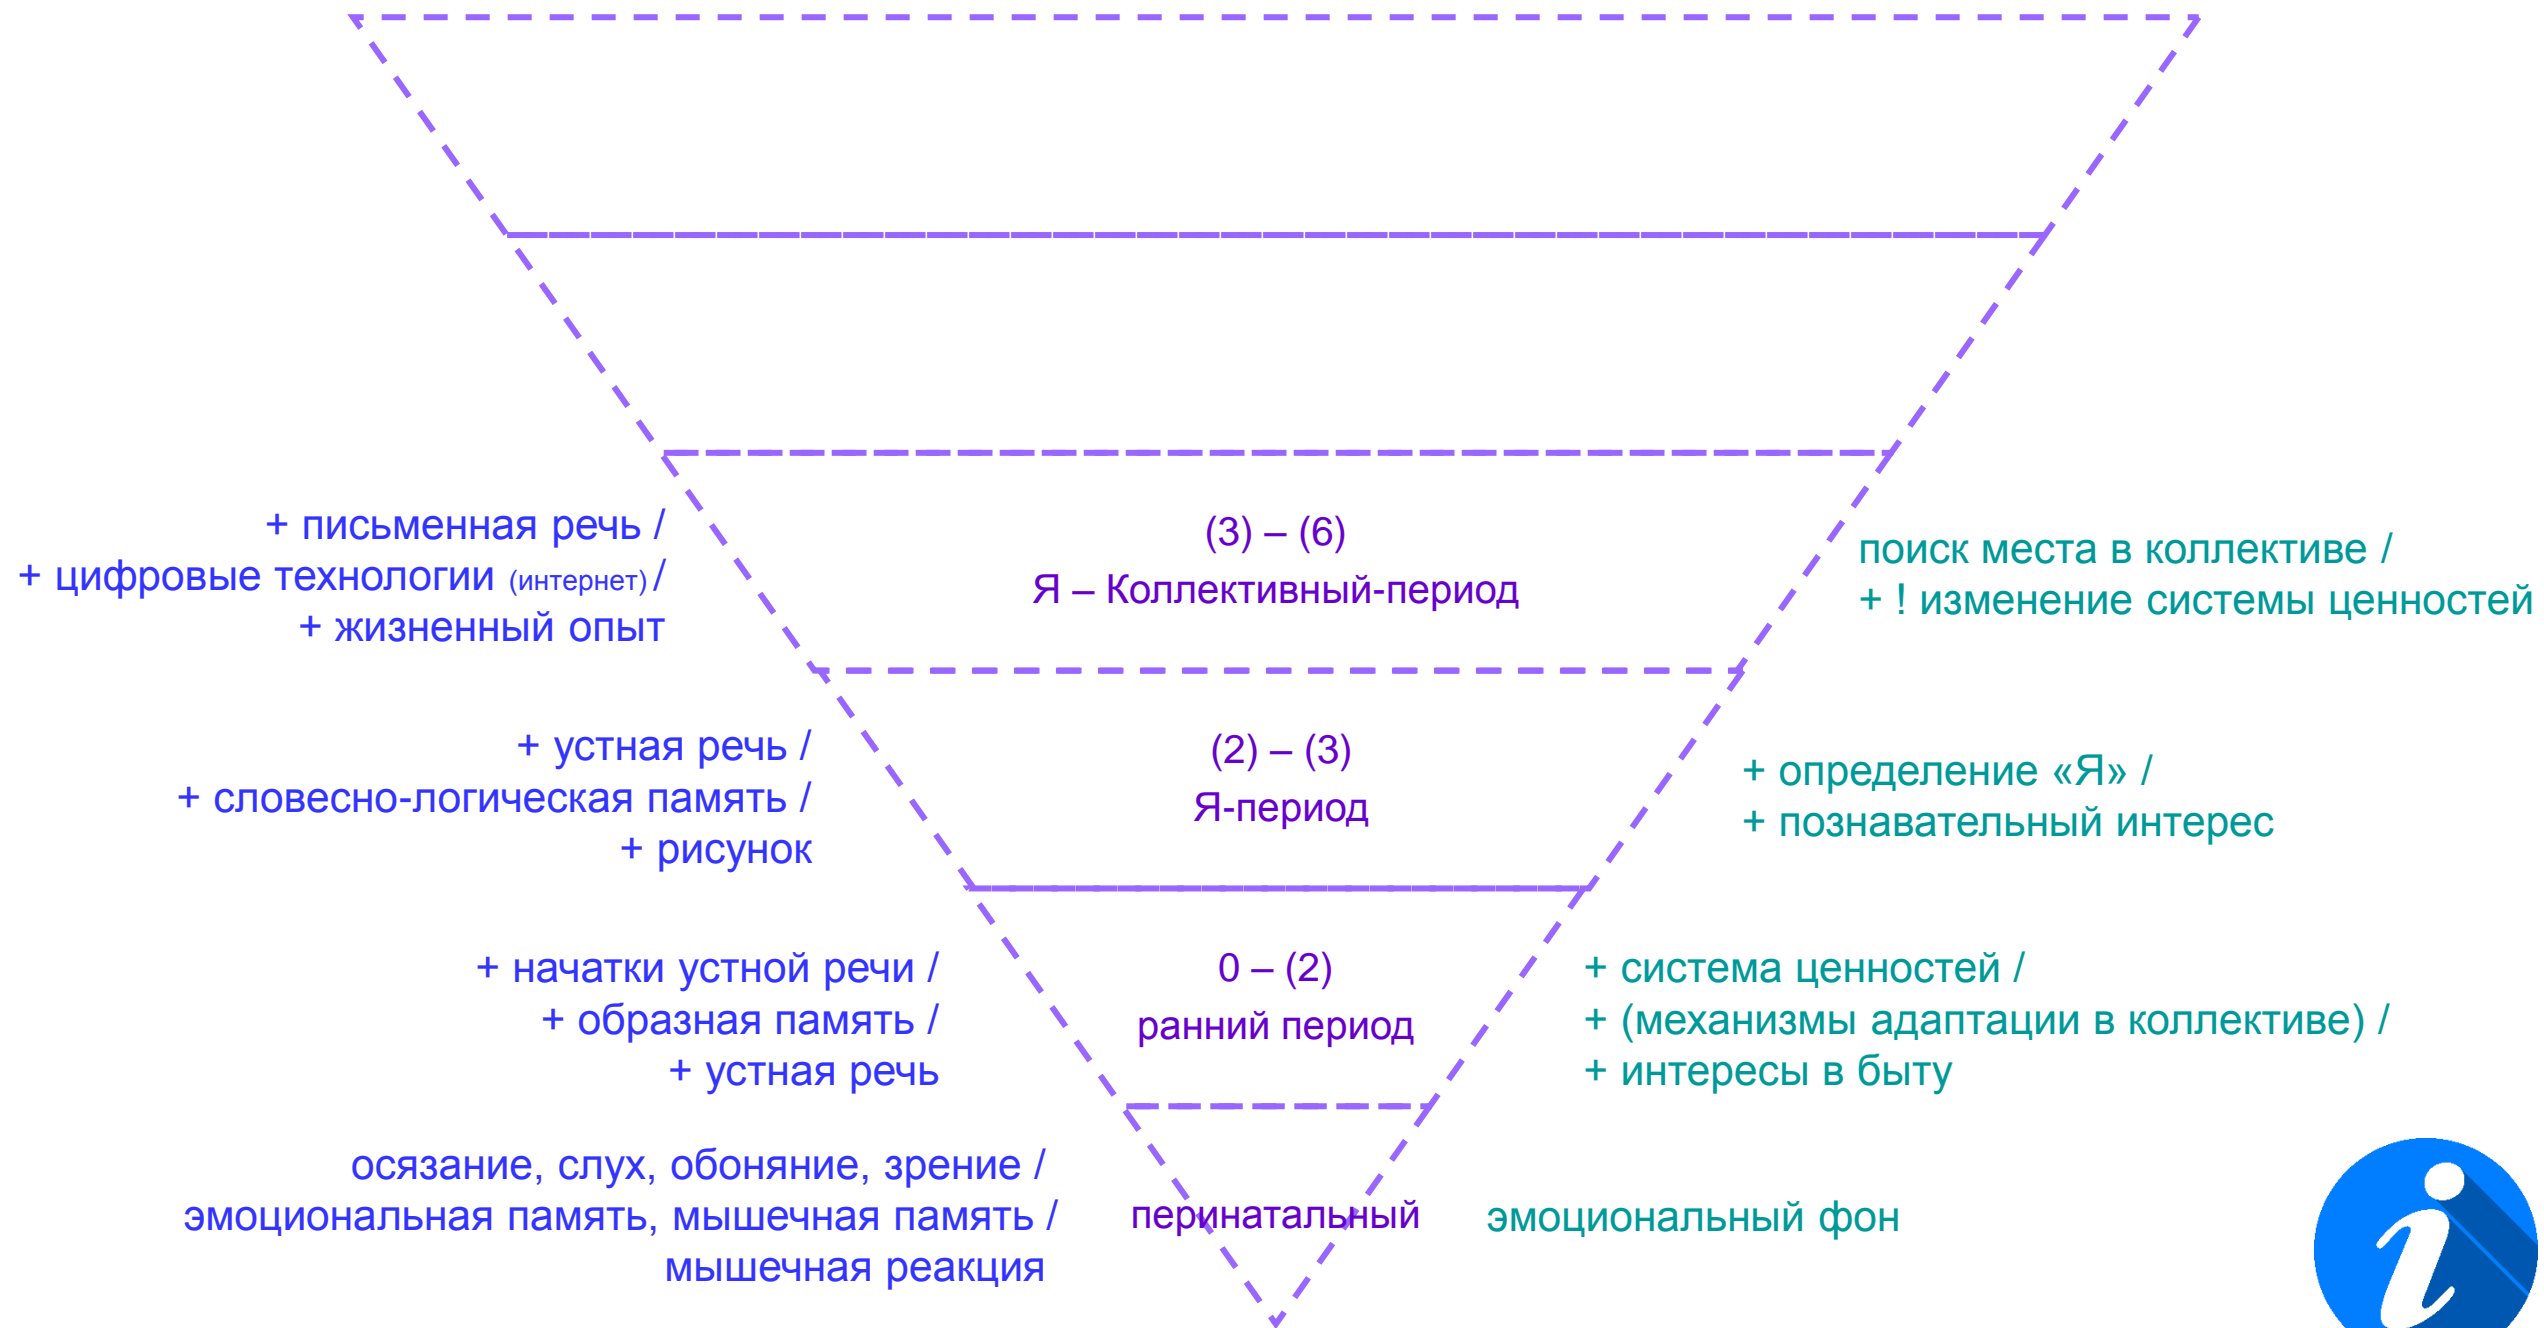 + письменная речь /
+ цифровые технологии (интернет) /
+ жизненный опыт
(3) – (6)
Я – Коллективный-период
поиск места в коллективе /
+ ! изменение системы ценностей
+ устная речь /
+ словесно-логическая память /
+ рисунок
(2) – (3)
Я-период
+ определение «Я» /
+ познавательный интерес
+ начатки устной речи /
+ образная память /
+ устная речь
0 – (2)
ранний период
+ система ценностей /
+ (механизмы адаптации в коллективе) /
+ интересы в быту
осязание, слух, обоняние, зрение /
эмоциональная память, мышечная память /
мышечная реакция
перинатальный
эмоциональный фон
i